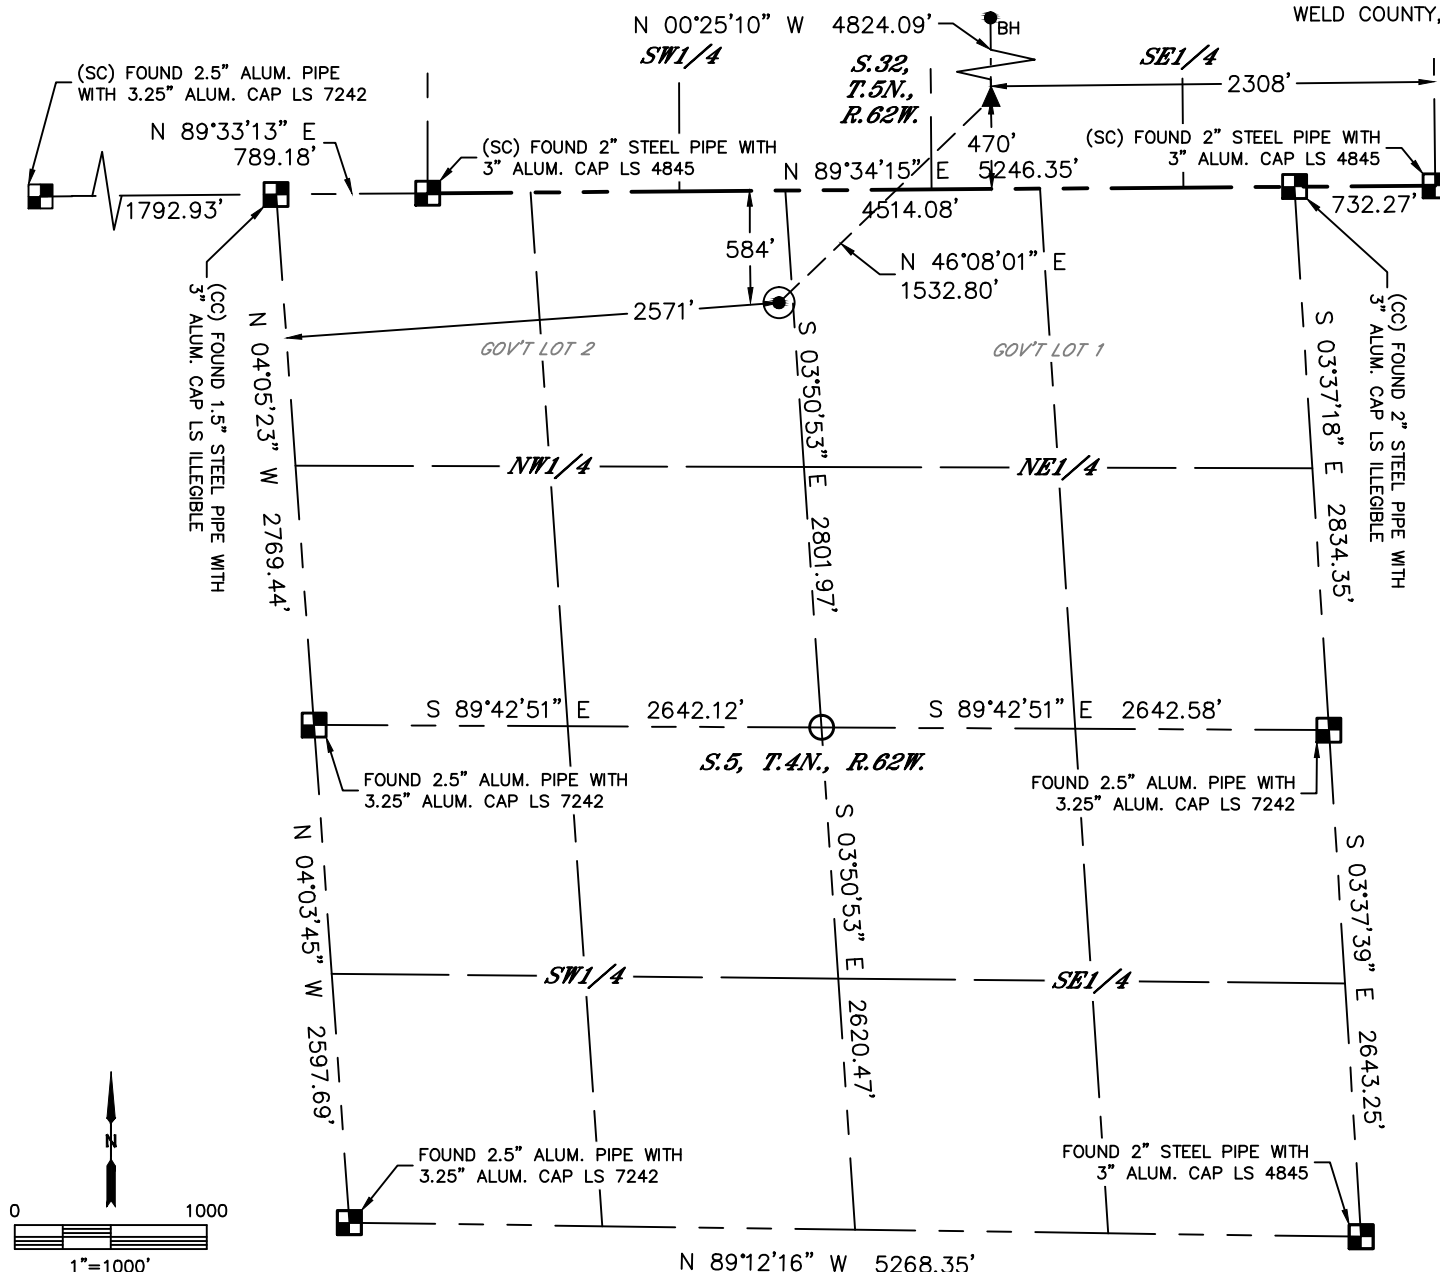 WELD COUNTY,
N 00°25'10" W 4824.09'
BH
SW1/4
S.32,
T.5N.,
R.62W.
SE1/4
2308'
(SC) FOUND 2.5" ALUM. PIPE
WITH 3.25" ALUM. CAP LS 7242
N 89°33'13" E
789.18'
(SC) FOUND 2" STEEL PIPE WITH
3" ALUM. CAP LS 4845
470'
(SC) FOUND 2" STEEL PIPE WITH
3" ALUM. CAP LS 4845
N 89°34'15" E 5246.35'
1792.93'
4514.08'
732.27'
584'
N 46°08'01" E
1532.80'
2571'
GOV'T LOT 2
GOV'T LOT 1
(CC) FOUND 1.5" STEEL PIPE WITH
3" ALUM. CAP LS ILLEGIBLE
N 04°05'23" W 2769.44'
S 03°50'53" E 2801.97'
S 03°37'18" E 2834.35'
(CC) FOUND 2" STEEL PIPE WITH
3" ALUM. CAP LS ILLEGIBLE
NW1/4
NE1/4
S 89°42'51" E 2642.12'
S 89°42'51" E 2642.58'
S.5, T.4N., R.62W.
FOUND 2.5" ALUM. PIPE WITH
3.25" ALUM. CAP LS 7242
FOUND 2.5" ALUM. PIPE WITH
3.25" ALUM. CAP LS 7242
N 04°03'45" W 2597.69'
S 03°50'53" E 2620.47'
S 03°37'39" E 2643.25'
SW1/4
SE1/4
N
FOUND 2.5" ALUM. PIPE WITH
3.25" ALUM. CAP LS 7242
FOUND 2" STEEL PIPE WITH
3" ALUM. CAP LS 4845
0 1000
1"=1000'
N 89°12'16" W 5268.35'